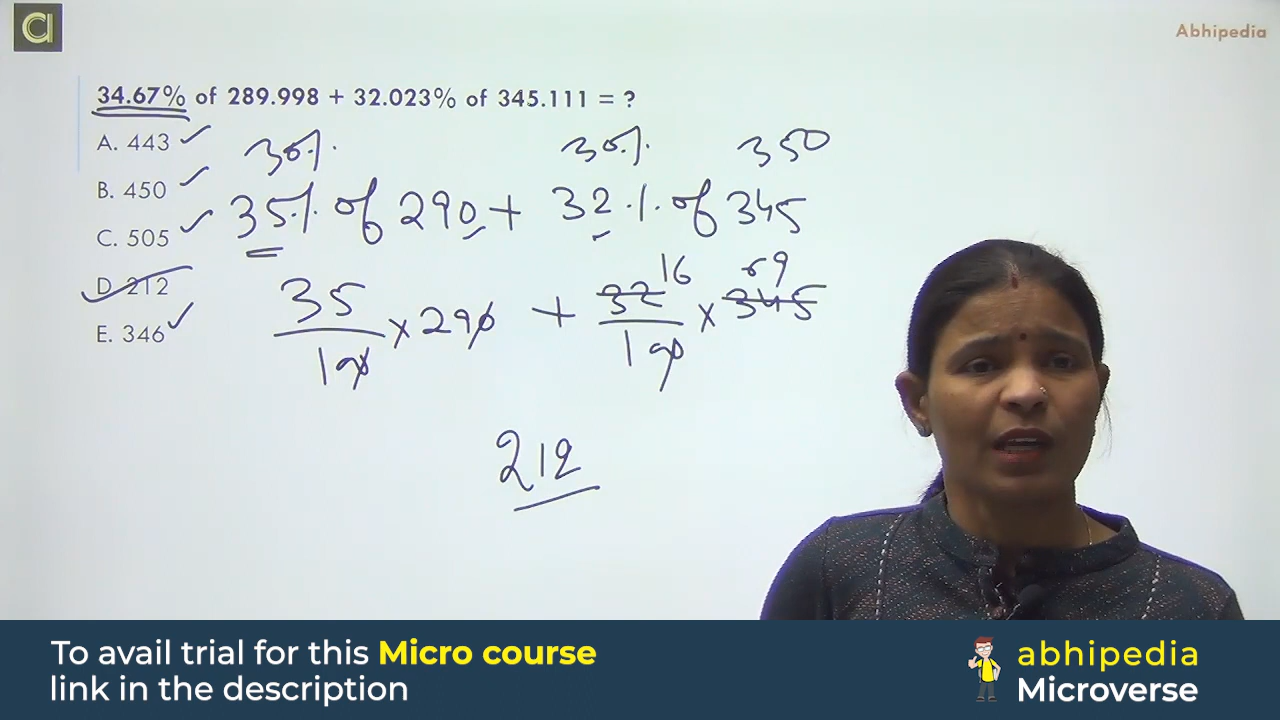 Abhipedia
34.67% of 289.998 + 32.023% of 345.111 = ?
A. 443
B. 450
C. 505
D. 212
E. 346
30% 30% 350
35% of 290 + 32% of 345
16 69
35/100 × 290 + 32/100 × 345
212
To avail trial for this Micro course
link in the description
abhipedia
Microverse